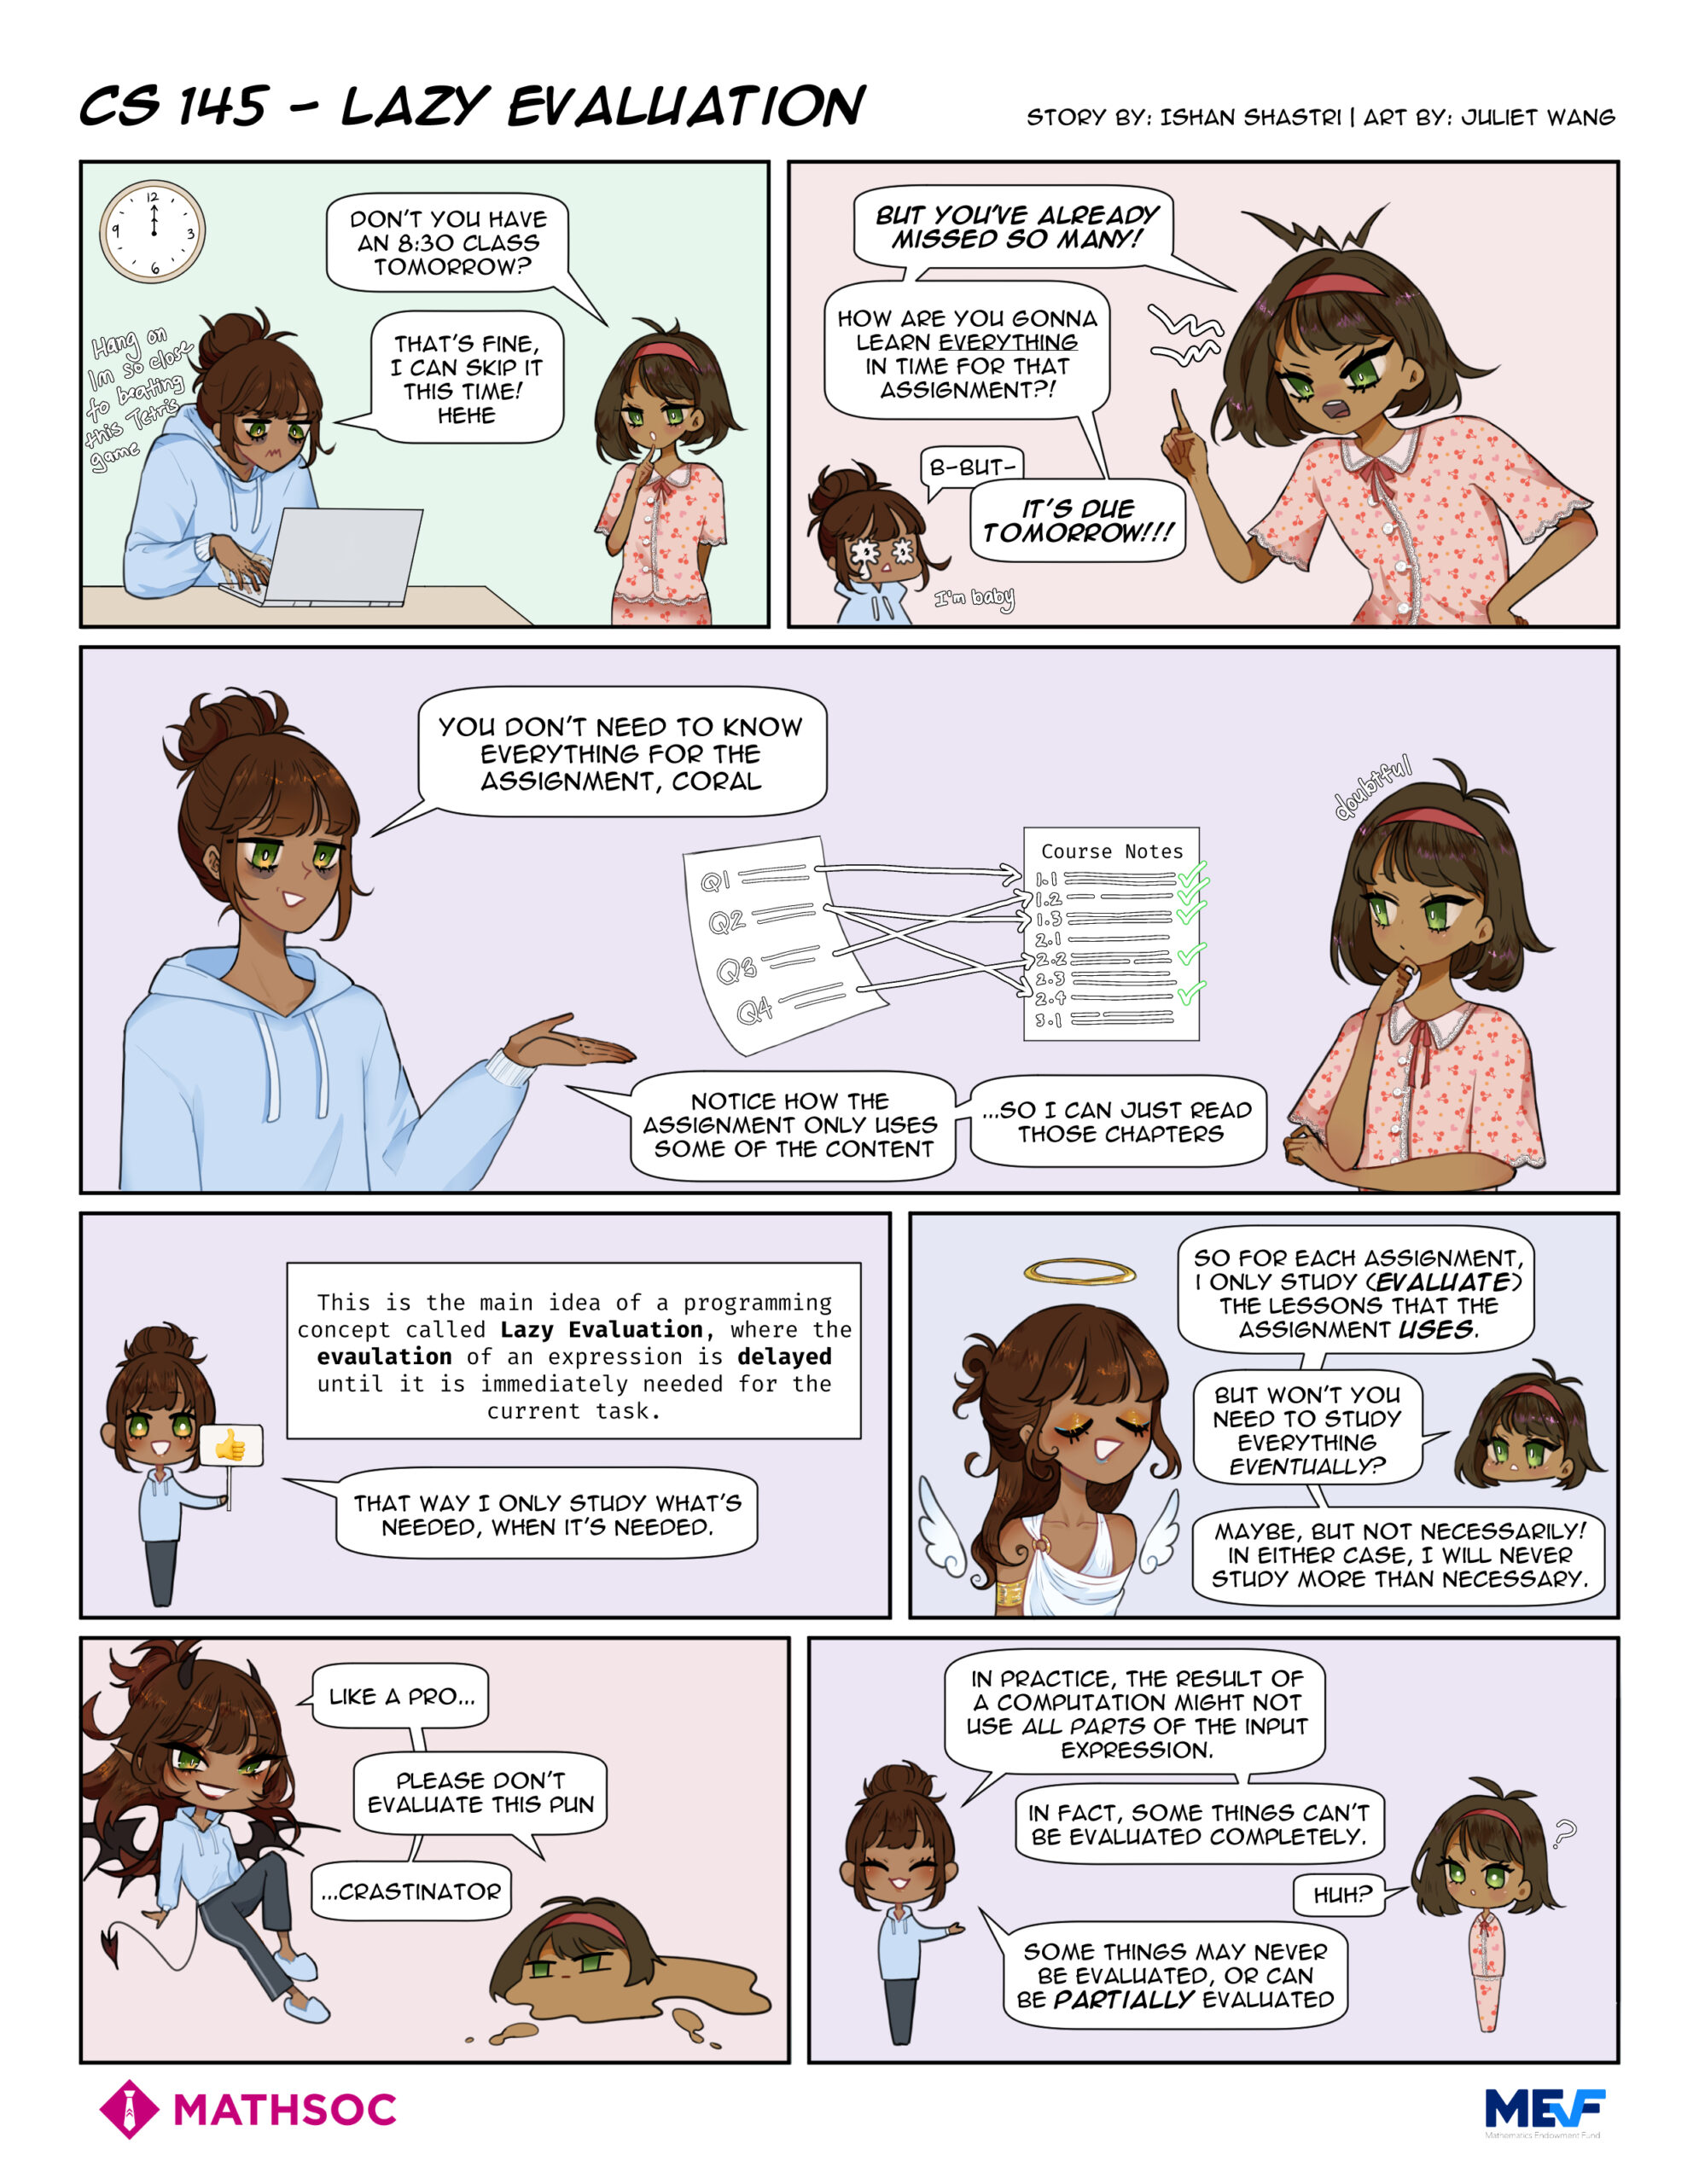 CS 145 - LAZY EVALUATION
STORY BY: ISHAN SHASTRI | ART BY: JULIET WANG
12
9
3
6
DON'T YOU HAVE
AN 8:30 CLASS
TOMORROW?
Hang on
Im so close
to beating
this Tetris
game
THAT'S FINE,
I CAN SKIP IT
THIS TIME!
HEHE
BUT YOU'VE ALREADY
MISSED SO MANY!
HOW ARE YOU GONNA
LEARN EVERYTHING
IN TIME FOR THAT
ASSIGNMENT?!
B-BUT-
IT'S DUE
TOMORROW!!!
I'm baby
YOU DON'T NEED TO KNOW
EVERYTHING FOR THE
ASSIGNMENT, CORAL
doubtful
Q1
Q2
Q3
Q4
Course Notes
1.1
1.2
1.3
2.1
2.2
2.3
2.4
3.1
NOTICE HOW THE
ASSIGNMENT ONLY USES
SOME OF THE CONTENT
...SO I CAN JUST READ
THOSE CHAPTERS
This is the main idea of a programming
concept called Lazy Evaluation, where the
evaulation of an expression is delayed
until it is immediately needed for the
current task.
THAT WAY I ONLY STUDY WHAT'S
NEEDED, WHEN IT'S NEEDED.
SO FOR EACH ASSIGNMENT,
I ONLY STUDY (EVALUATE)
THE LESSONS THAT THE
ASSIGNMENT USES.
BUT WON'T YOU
NEED TO STUDY
EVERYTHING
EVENTUALLY?
MAYBE, BUT NOT NECESSARILY!
IN EITHER CASE, I WILL NEVER
STUDY MORE THAN NECESSARY.
LIKE A PRO...
PLEASE DON'T
EVALUATE THIS PUN
...CRASTINATOR
IN PRACTICE, THE RESULT OF
A COMPUTATION MIGHT NOT
USE ALL PARTS OF THE INPUT
EXPRESSION.
IN FACT, SOME THINGS CAN'T
BE EVALUATED COMPLETELY.
HUH?
?
SOME THINGS MAY NEVER
BE EVALUATED, OR CAN
BE PARTIALLY EVALUATED
MATHSOC
MEF
Mathematics Endowment Fund